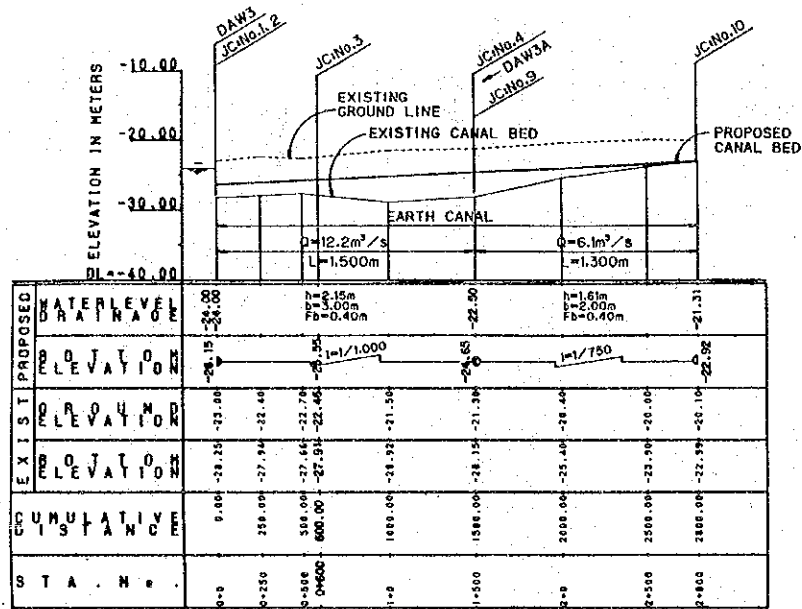 DAW3
JC:No.1,2
JC:No.3
JC:No.4
DAW3A
JC:No.9
JC:No.10
ELEVATION IN METERS
-10.00
-20.00
-30.00
DL=-40.00
EXISTING
GROUND LINE
EXISTING CANAL BED
PROPOSED
CANAL BED
EARTH CANAL
Q=12.2m³/s
L=1.500m
Q=6.1m³/s
L=1.300m
PROPOSED
WATERLEVEL
DRAINAGE
-24.00
-24.00
h=2.15m
b=3.00m
Fb=0.40m
-22.50
h=1.61m
b=2.00m
Fb=0.40m
-21.31
BOTTOM
ELEVATION
-26.15
-25.55
I=1/1.000
-24.65
I=1/750
-22.92
EXIST
GROUND
ELEVATION
-23.00
-22.40
-22.70
-22.46
-21.50
-21.30
-20.40
-20.00
-20.10
BOTTOM
ELEVATION
-28.25
-27.94
-27.66
-27.91
-28.92
-28.15
-25.40
-23.90
-22.99
CUMULATIVE
DISTANCE
0.00
250.00
500.00
600.00
1000.00
1500.00
2000.00
2500.00
2800.00
STA. No.
0+0
0+250
0+500
0+600
1+0
1+500
2+0
2+500
2+800